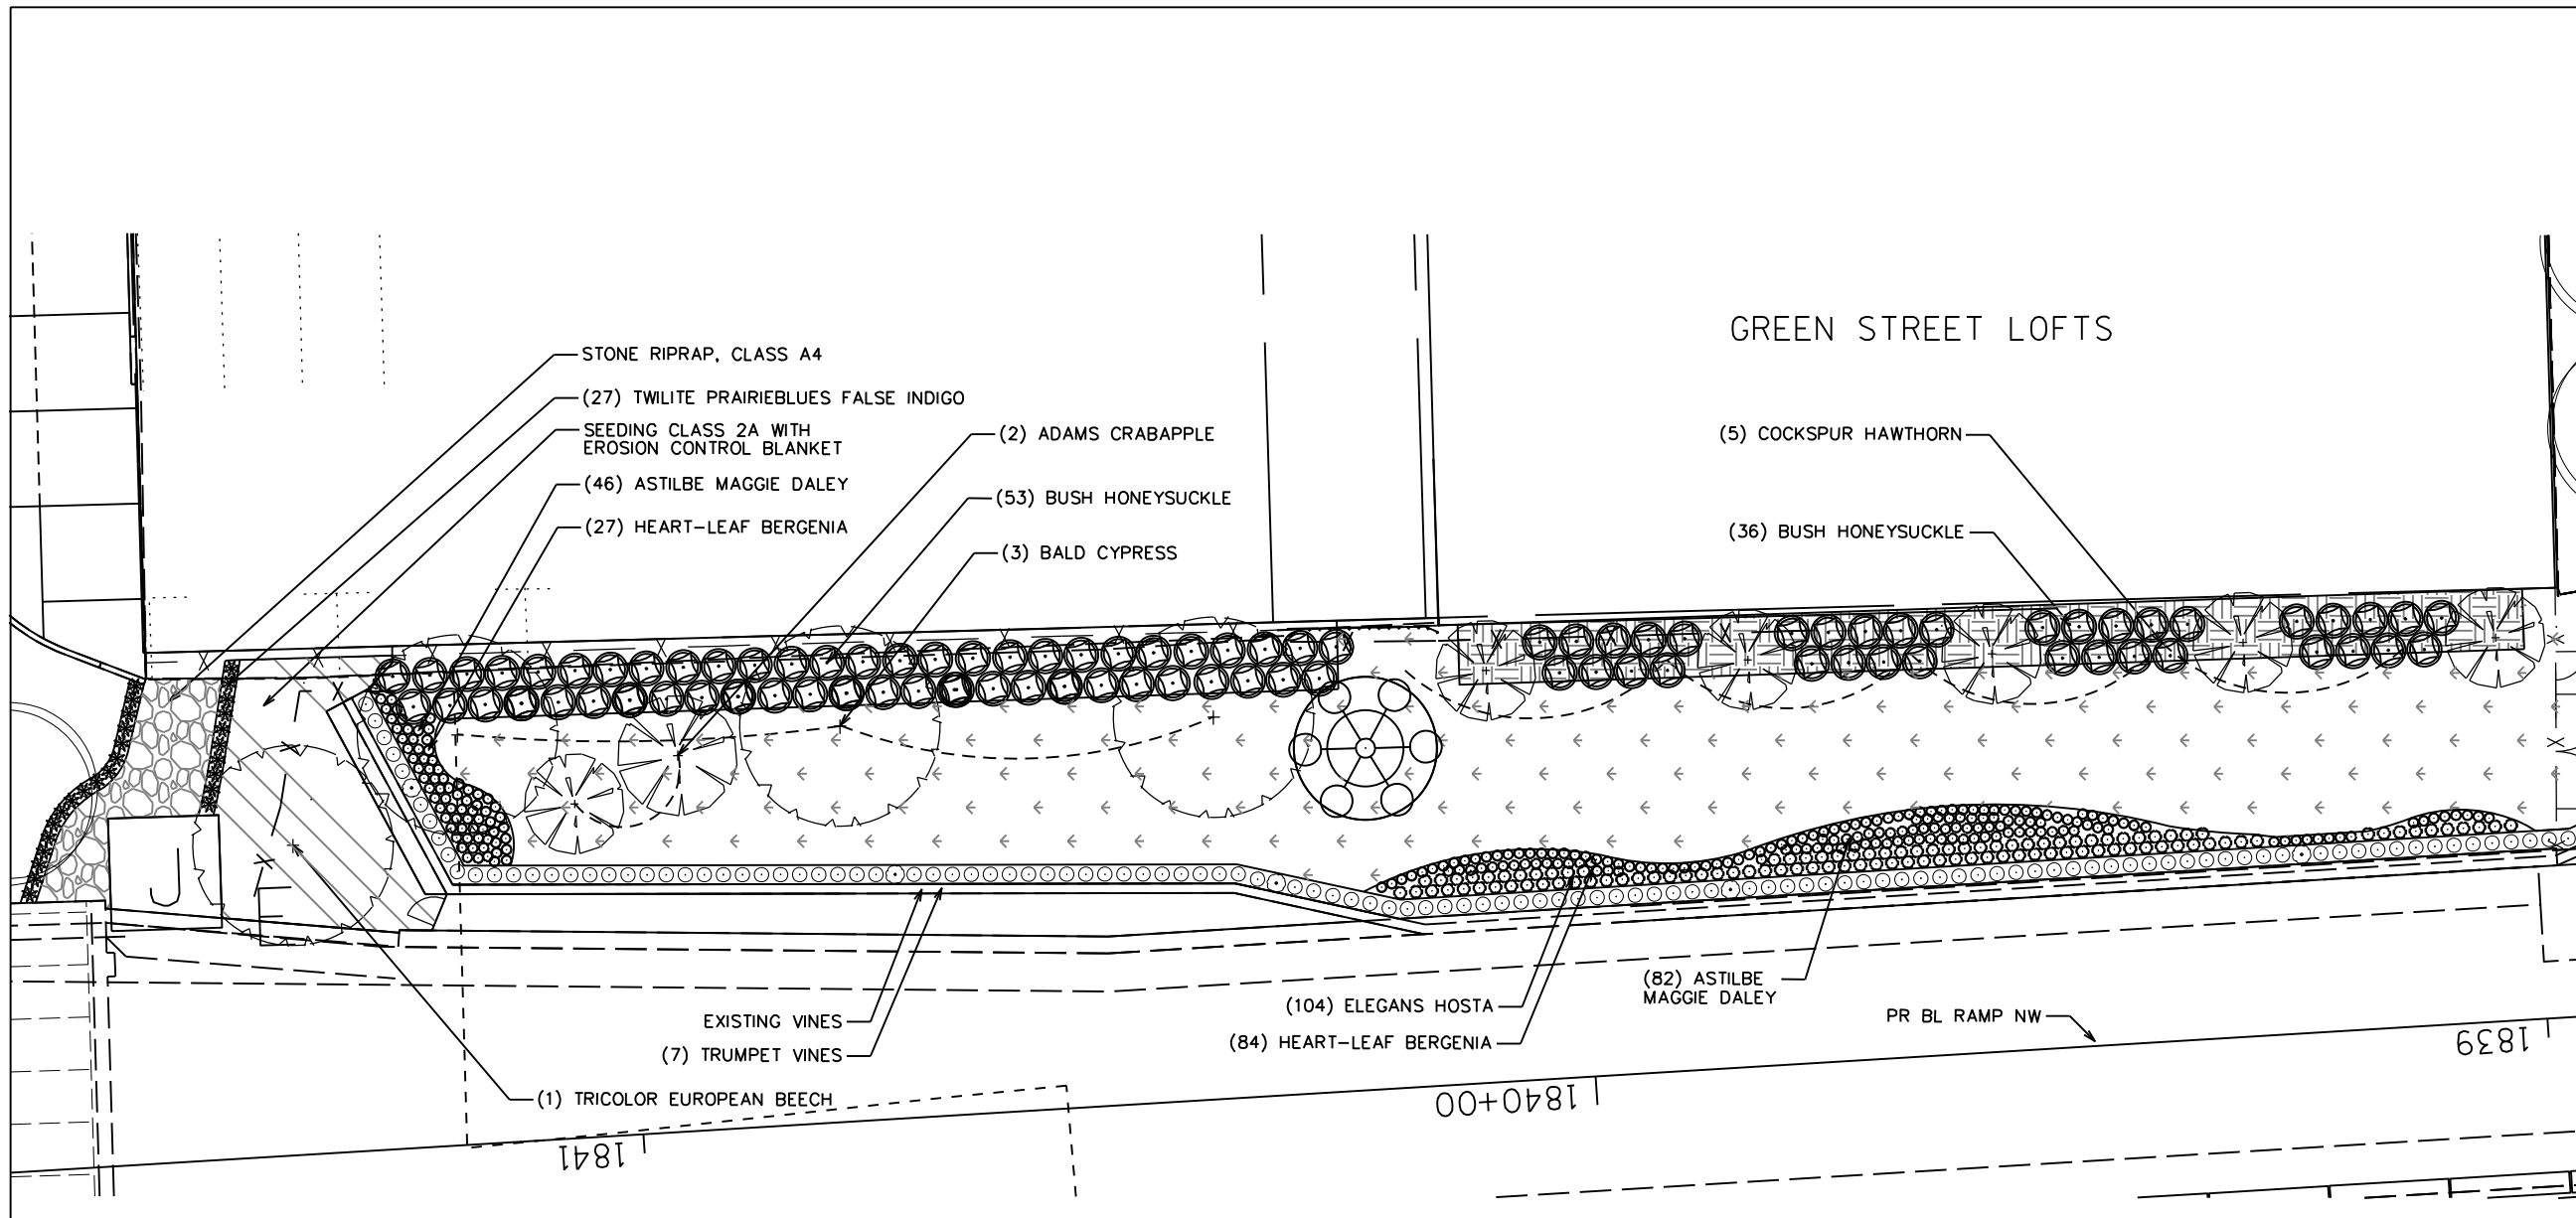 GREEN STREET LOFTS
STONE RIPRAP, CLASS A4
(27) TWILITE PRAIRIEBLUES FALSE INDIGO
SEEDING CLASS 2A WITH
EROSION CONTROL BLANKET
(46) ASTILBE MAGGIE DALEY
(27) HEART-LEAF BERGENIA
(2) ADAMS CRABAPPLE
(53) BUSH HONEYSUCKLE
(3) BALD CYPRESS
(5) COCKSPUR HAWTHORN
(36) BUSH HONEYSUCKLE
J
EXISTING VINES
(7) TRUMPET VINES
(1) TRICOLOR EUROPEAN BEECH
(104) ELEGANS HOSTA
(84) HEART-LEAF BERGENIA
(82) ASTILBE
MAGGIE DALEY
PR BL RAMP NW
1841
1840+00
1839